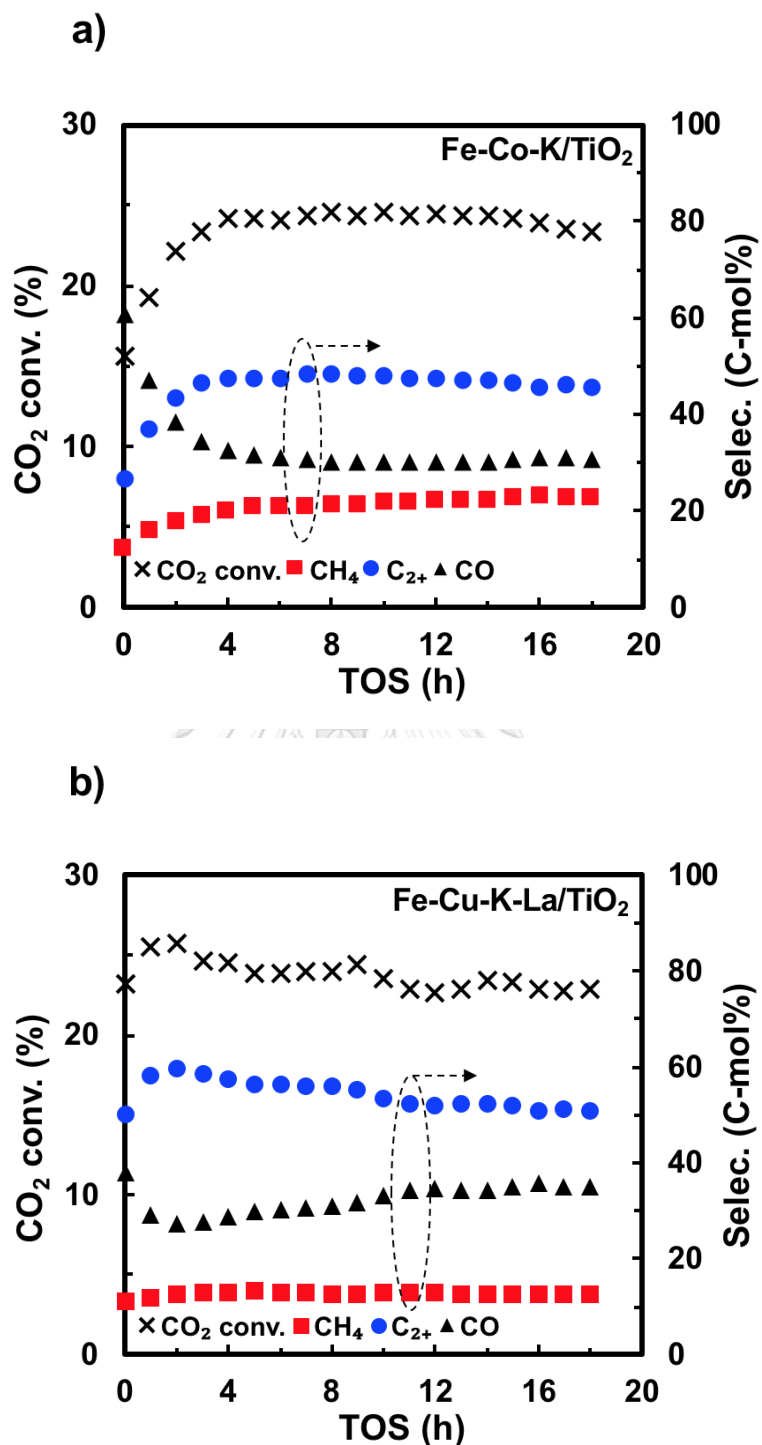 a)
30
100
Fe-Co-K/TiO₂
80
20
60
40
10
20
CO₂ conv. CH₄ C₂₊ CO
0
0
0 4 8 12 16 20
TOS (h)
CO₂ conv. (%)
Selec. (C-mol%)
b)
30
100
Fe-Cu-K-La/TiO₂
80
20
60
40
10
20
CO₂ conv. CH₄ C₂₊ CO
0
0
0 4 8 12 16 20
TOS (h)
CO₂ conv. (%)
Selec. (C-mol%)